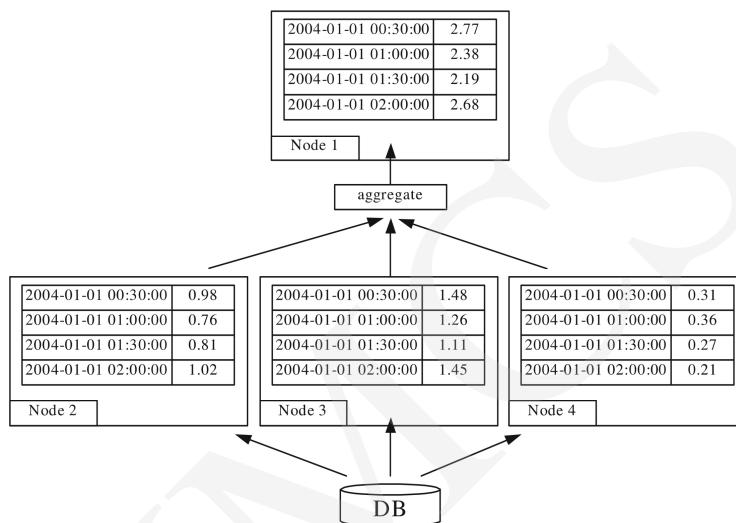 2004-01-01 00:30:00 2.77
2004-01-01 01:00:00 2.38
2004-01-01 01:30:00 2.19
2004-01-01 02:00:00 2.68
Node 1
aggregate
2004-01-01 00:30:00 0.98
2004-01-01 01:00:00 0.76
2004-01-01 01:30:00 0.81
2004-01-01 02:00:00 1.02
Node 2
2004-01-01 00:30:00 1.48
2004-01-01 01:00:00 1.26
2004-01-01 01:30:00 1.11
2004-01-01 02:00:00 1.45
Node 3
2004-01-01 00:30:00 0.31
2004-01-01 01:00:00 0.36
2004-01-01 01:30:00 0.27
2004-01-01 02:00:00 0.21
Node 4
DB
MCS